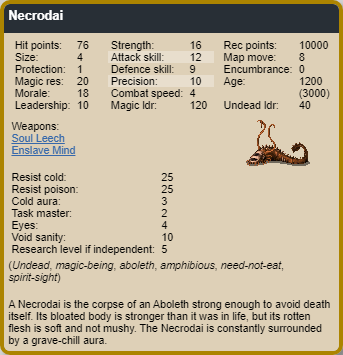 Necrodai
Hit points: 76 Strength: 16 Rec points: 10000
Size: 4 Attack skill: 12 Map move: 8
Protection: 1 Defence skill: 9 Encumbrance: 0
Magic res: 20 Precision: 10 Age: 1200
Morale: 18 Combat speed: 4 (3000)
Leadership: 10 Magic ldr: 120 Undead ldr: 40
Weapons:
Soul Leech
Enslave Mind
Resist cold: 25
Resist poison: 25
Cold aura: 3
Task master: 2
Eyes: 4
Void sanity: 10
Research level if independent: 5
(Undead, magic-being, aboleth, amphibious, need-not-eat,
spirit-sight)
A Necrodai is the corpse of an Aboleth strong enough to avoid death
itself. Its bloated body is stronger than it was in life, but its rotten
flesh is soft and not mushy. The Necrodai is constantly surrounded
by a grave-chill aura.